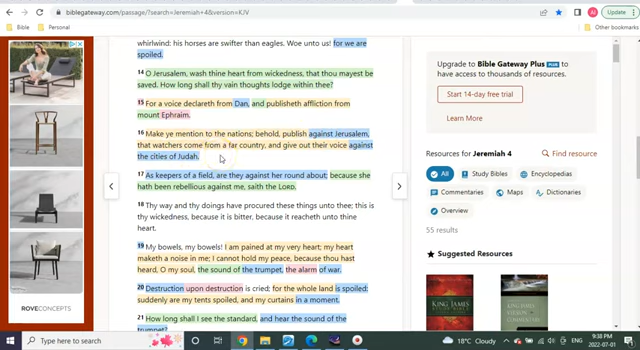 biblegateway.com/passage/?search=Jeremiah+4&version=KJV
Update
Bible
Personal
Other bookmarks
whirlwind: his horses are swifter than eagles. Woe unto us! for we are
spoiled.
14 O Jerusalem, wash thine heart from wickedness, that thou mayest be
saved. How long shall thy vain thoughts lodge within thee?
15 For a voice declareth from Dan, and publisheth affliction from
mount Ephraim.
16 Make ye mention to the nations; behold, publish against Jerusalem,
that watchers come from a far country, and give out their voice against
the cities of Judah.
17 As keepers of a field, are they against her round about; because she
hath been rebellious against me, saith the LORD.
18 Thy way and thy doings have procured these things unto thee; this is
thy wickedness, because it is bitter, because it reacheth unto thine
heart.
19 My bowels, my bowels! I am pained at my very heart; my heart
maketh a noise in me; I cannot hold my peace, because thou hast
heard, O my soul, the sound of the trumpet, the alarm of war.
20 Destruction upon destruction is cried; for the whole land is spoiled:
suddenly are my tents spoiled, and my curtains in a moment.
21 How long shall I see the standard, and hear the sound of the
trumpet?
Upgrade to Bible Gateway Plus PLUS to
have access to thousands of resources.
Start 14-day free trial
Learn More
Resources for Jeremiah 4
Find resource
All
Study Bibles
Encyclopedias
Commentaries
Maps
Dictionaries
Overview
55 results
Suggested Resources
KING JAMES
ROVECONCEPTS
Type here to search
18°C Cloudy
ENG
9:38 PM
2022-07-01